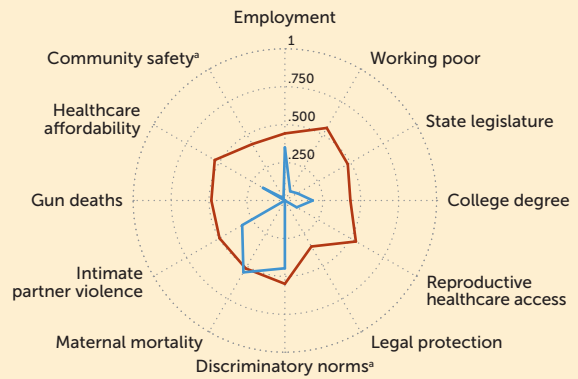 Employment
1
.750
.500
.250
Working poor
State legislature
College degree
Reproductive
healthcare access
Legal protection
Discriminatory normsᵃ
Maternal mortality
Intimate
partner violence
Gun deaths
Healthcare
affordability
Community safetyᵃ